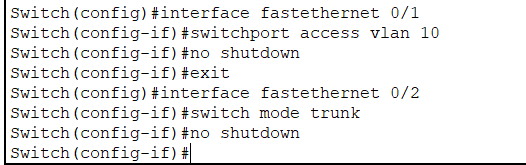 Switch(config)#interface fastethernet 0/1
Switch(config-if)#switchport access vlan 10
Switch(config-if)#no shutdown
Switch(config-if)#exit
Switch(config)#interface fastethernet 0/2
Switch(config-if)#switch mode trunk
Switch(config-if)#no shutdown
Switch(config-if)#